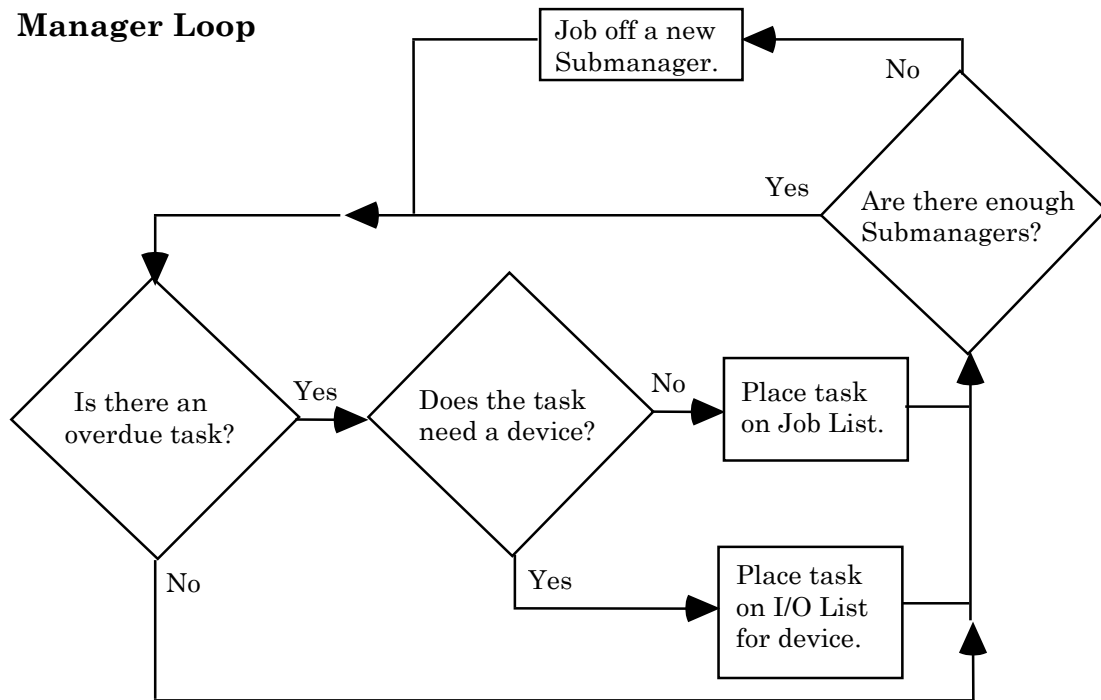 Manager Loop
Job off a new
Submanager.
No
Yes
Are there enough
Submanagers?
Is there an
overdue task?
Yes
Does the task
need a device?
No
Place task
on Job List.
No
Yes
Place task
on I/O List
for device.